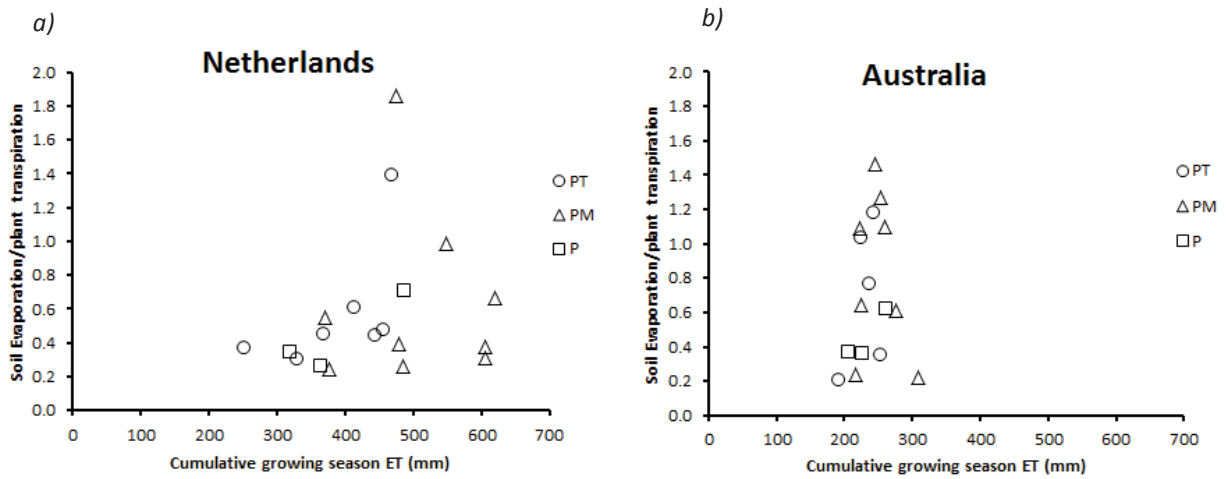 a)
Netherlands
Soil Evaporation/plant transpiration
2.0
1.8
1.6
1.4
1.2
1.0
0.8
0.6
0.4
0.2
0.0
0 100 200 300 400 500 600 700
Cumulative growing season ET (mm)
PT
PM
P
b)
Australia
Soil Evaporation/plant transpiration
2.0
1.8
1.6
1.4
1.2
1.0
0.8
0.6
0.4
0.2
0.0
0 100 200 300 400 500 600 700
Cumulative growing season ET (mm)
PT
PM
P